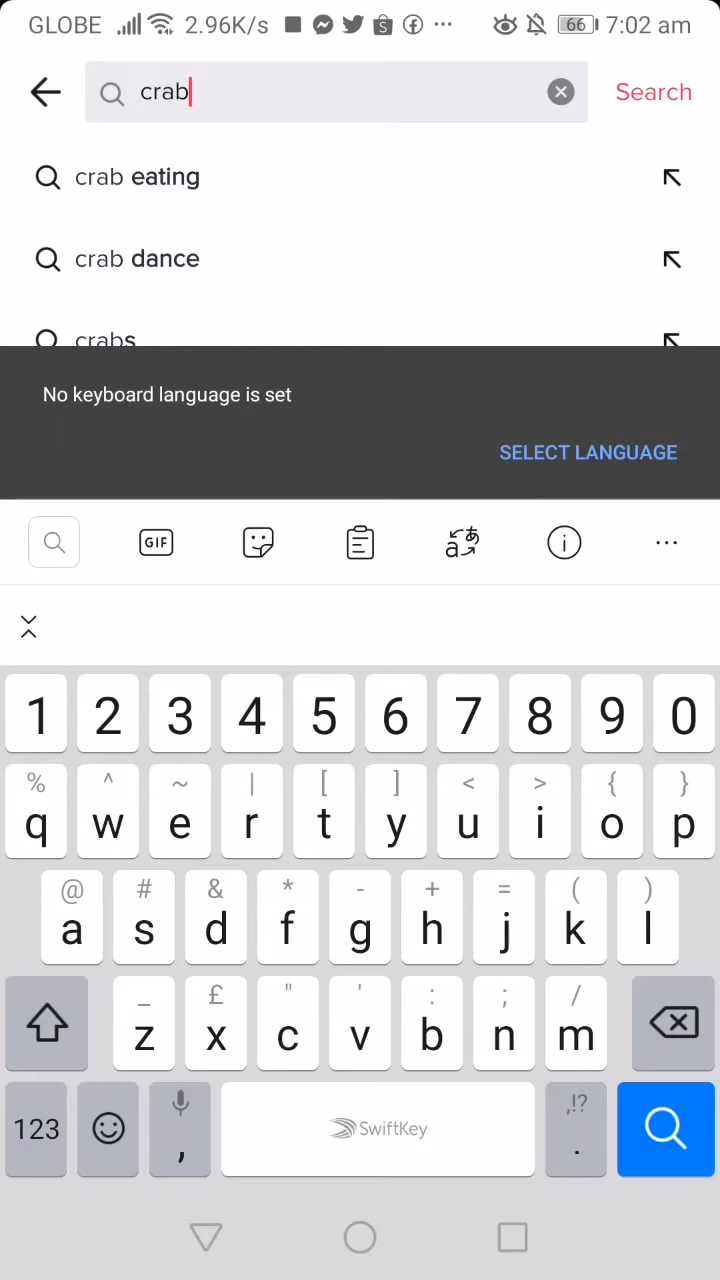 GLOBE 2.96K/s 66 7:02 am
crab Search
crab eating
crab dance
crabs
No keyboard language is set
SELECT LANGUAGE
GIF
1 2 3 4 5 6 7 8 9 0
% ^ ~ | [ ] < > { }
q w e r t y u i o p
@ # & * - + = ( )
a s d f g h j k l
_ £ " ' : ; /
z x c v b n m
,!?
123 , SwiftKey .